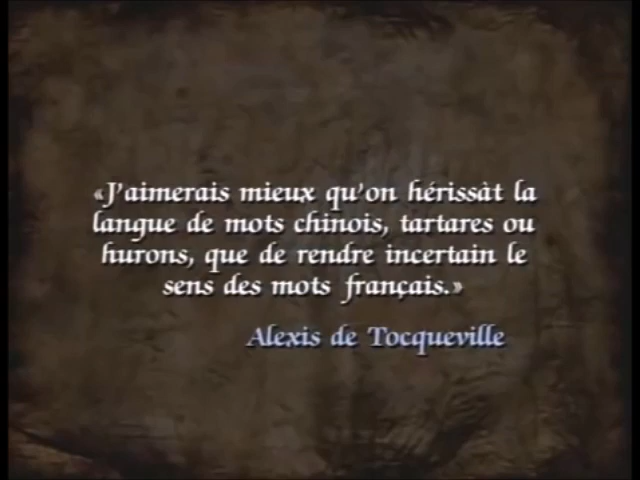 «J'aimerais mieux qu'on hérissàt la
langue de mots chinois, tartares ou
hurons, que de rendre incertain le
sens des mots français.»
Alexis de Tocqueville